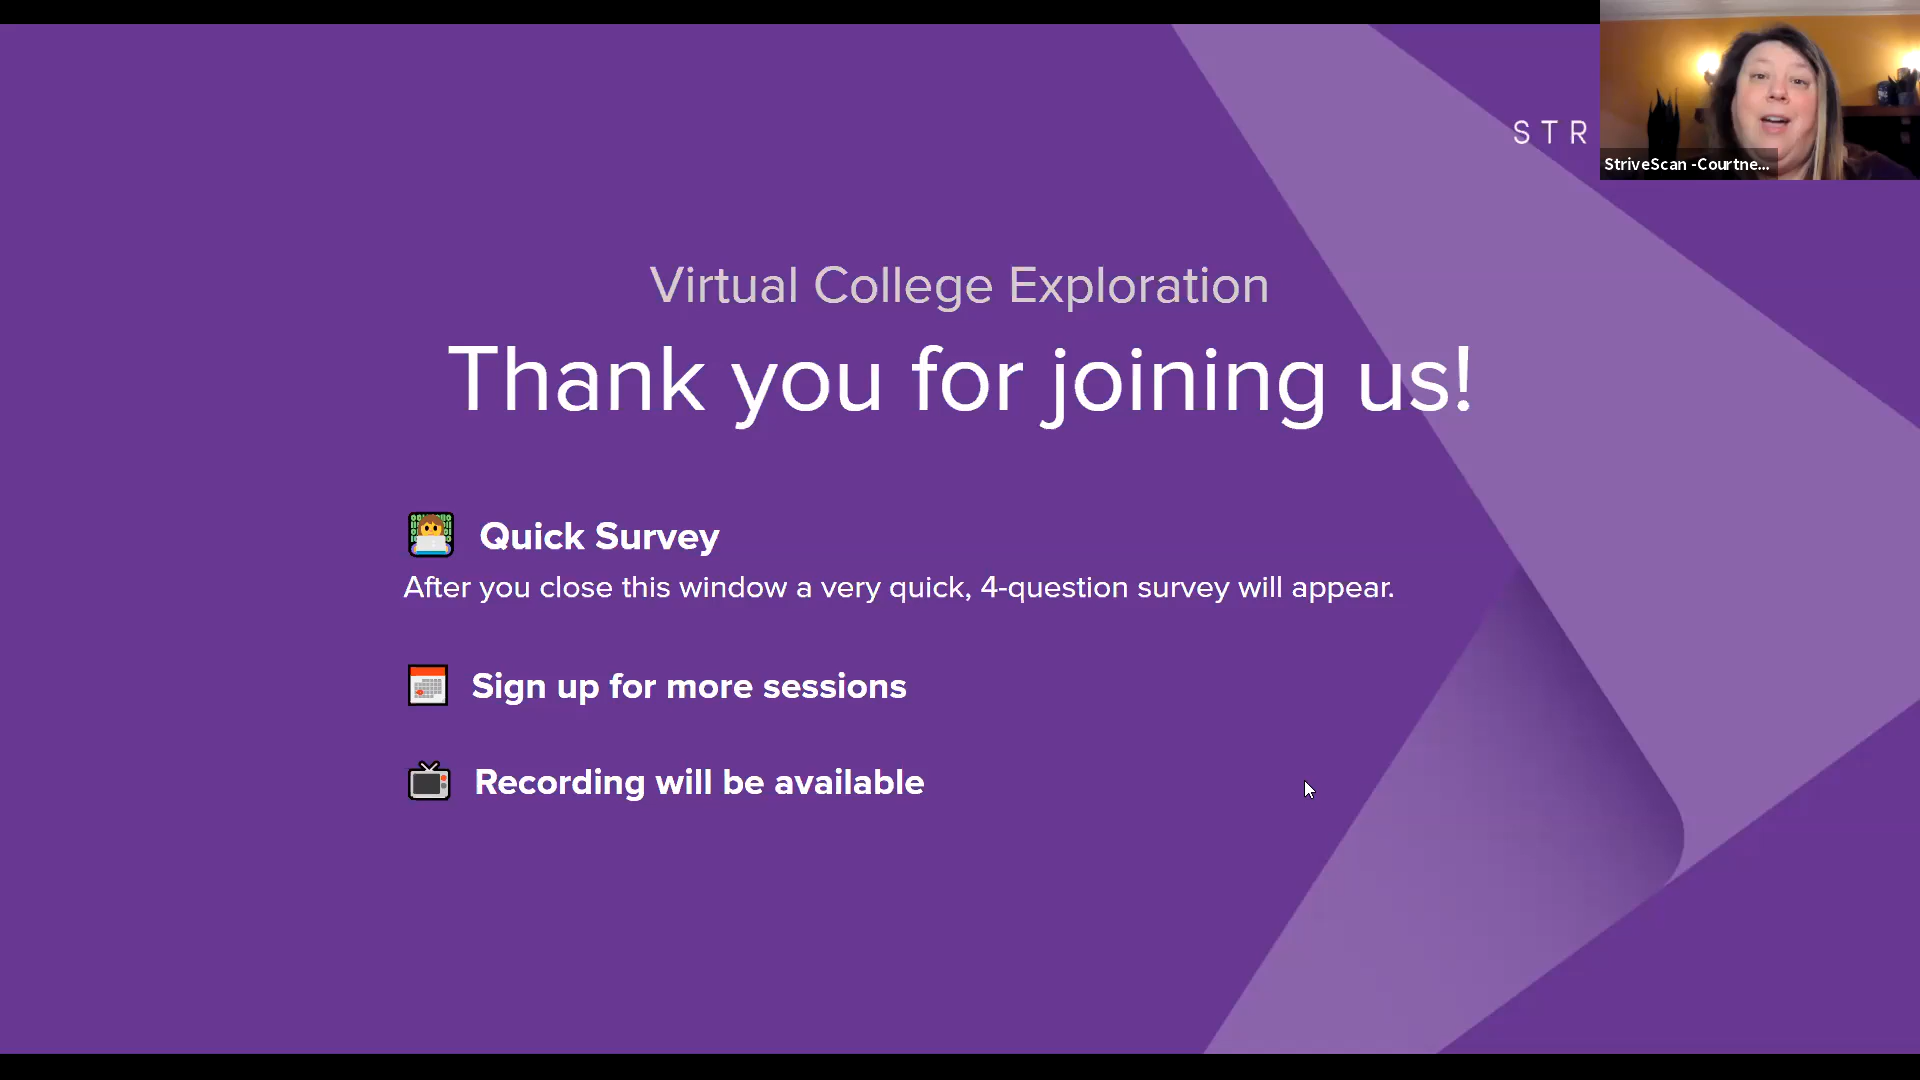 STR
StriveScan -Courtne...
Virtual College Exploration
Thank you for joining us!
Quick Survey
After you close this window a very quick, 4-question survey will appear.
Sign up for more sessions
Recording will be available